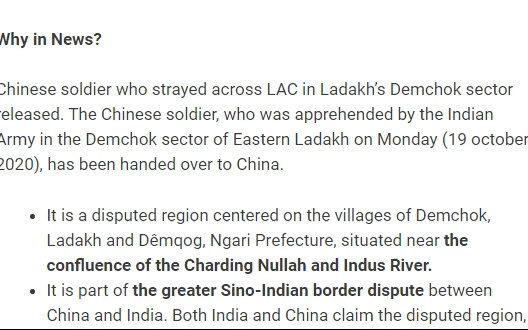 Why in News?
Chinese soldier who strayed across LAC in Ladakh's Demchok sector
released. The Chinese soldier, who was apprehended by the Indian
Army in the Demchok sector of Eastern Ladakh on Monday (19 october
2020), has been handed over to China.
• It is a disputed region centered on the villages of Demchok,
Ladakh and Dêmqog, Ngari Prefecture, situated near the
confluence of the Charding Nullah and Indus River.
• It is part of the greater Sino-Indian border dispute between
China and India. Both India and China claim the disputed region,